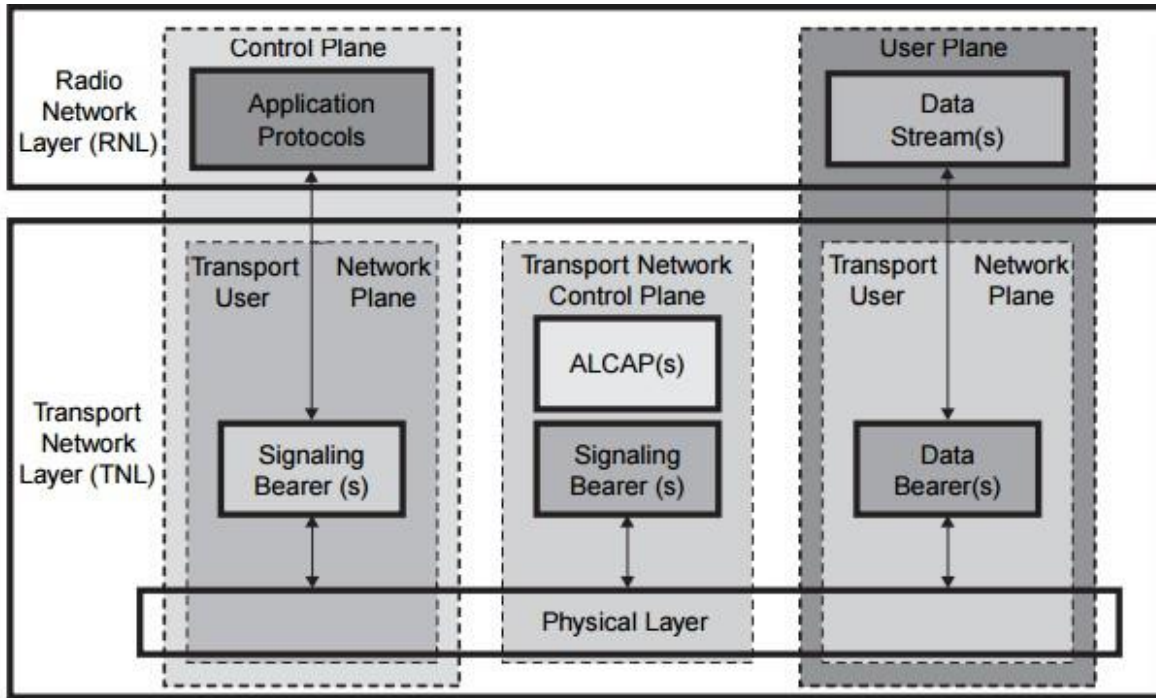 Control Plane
User Plane
Radio
Network
Layer (RNL)
Application
Protocols
Data
Stream(s)
Transport
User
Network
Plane
Transport Network
Control Plane
Transport
User
Network
Plane
ALCAP(s)
Transport
Network
Layer (TNL)
Signaling
Bearer (s)
Signaling
Bearer (s)
Data
Bearer(s)
Physical Layer